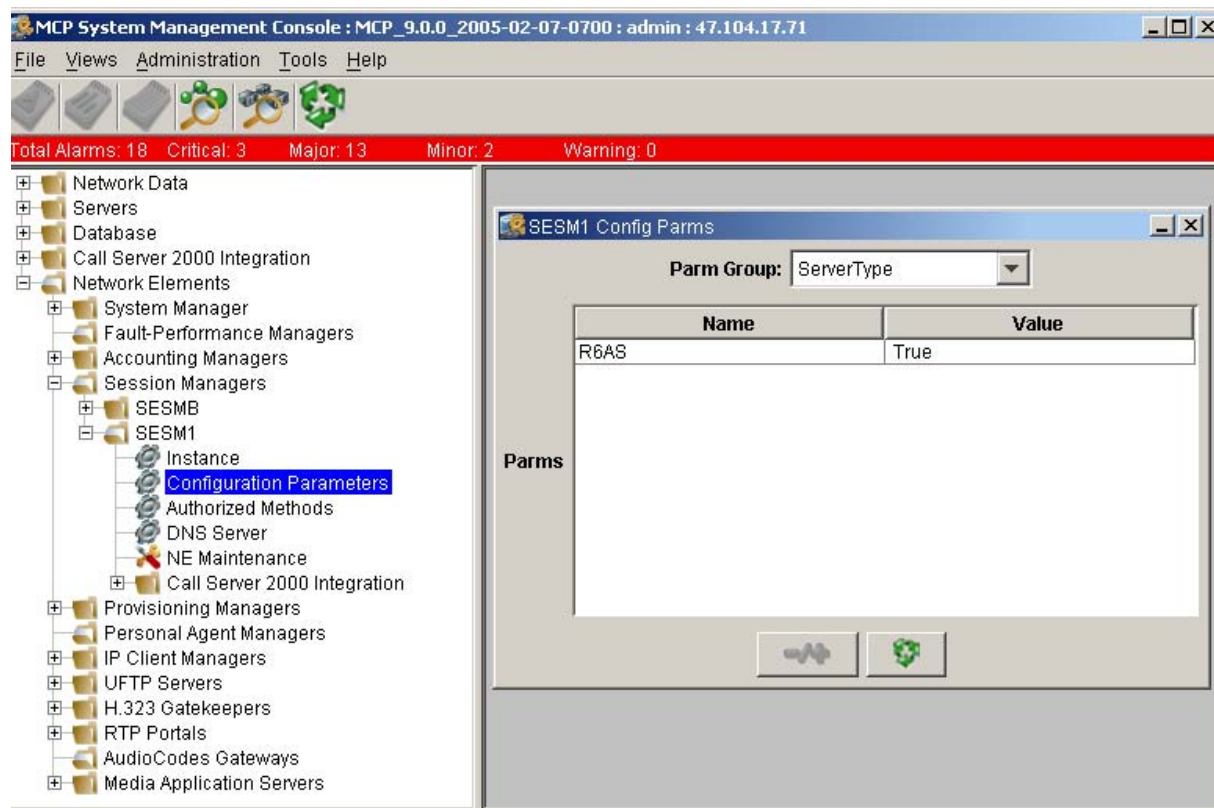 MCP System Management Console : MCP_9.0.0_2005-02-07-0700 : admin : 47.104.17.71
File Views Administration Tools Help
Total Alarms: 18 Critical: 3 Major: 13 Minor: 2 Warning: 0
Network Data
Servers
Database
Call Server 2000 Integration
Network Elements
System Manager
Fault-Performance Managers
Accounting Managers
Session Managers
SESMB
SESM1
Instance
Configuration Parameters
Authorized Methods
DNS Server
NE Maintenance
Call Server 2000 Integration
Provisioning Managers
Personal Agent Managers
IP Client Managers
UFTP Servers
H.323 Gatekeepers
RTP Portals
AudioCodes Gateways
Media Application Servers
SESM1 Config Parms
Parm Group: ServerType
Name Value
R6AS True
Parms